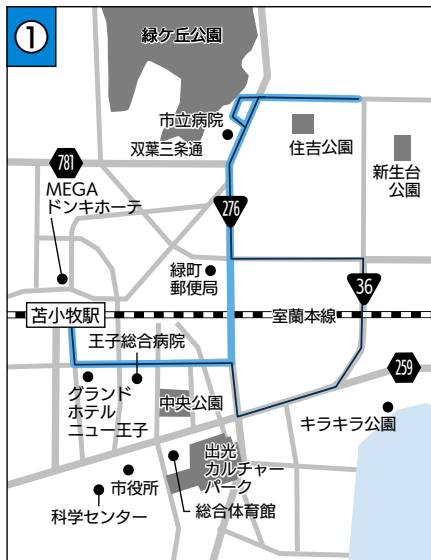 ①
緑ケ丘公園
市立病院
双葉三条通
住吉公園
新生台
公園
781
MEGA
ドンキホーテ
276
緑町
郵便局
36
苫小牧駅
室蘭本線
王子総合病院
259
グランド
ホテル
ニュー王子
中央公園
キラキラ公園
出光
カルチャー
パーク
市役所
総合体育館
科学センター